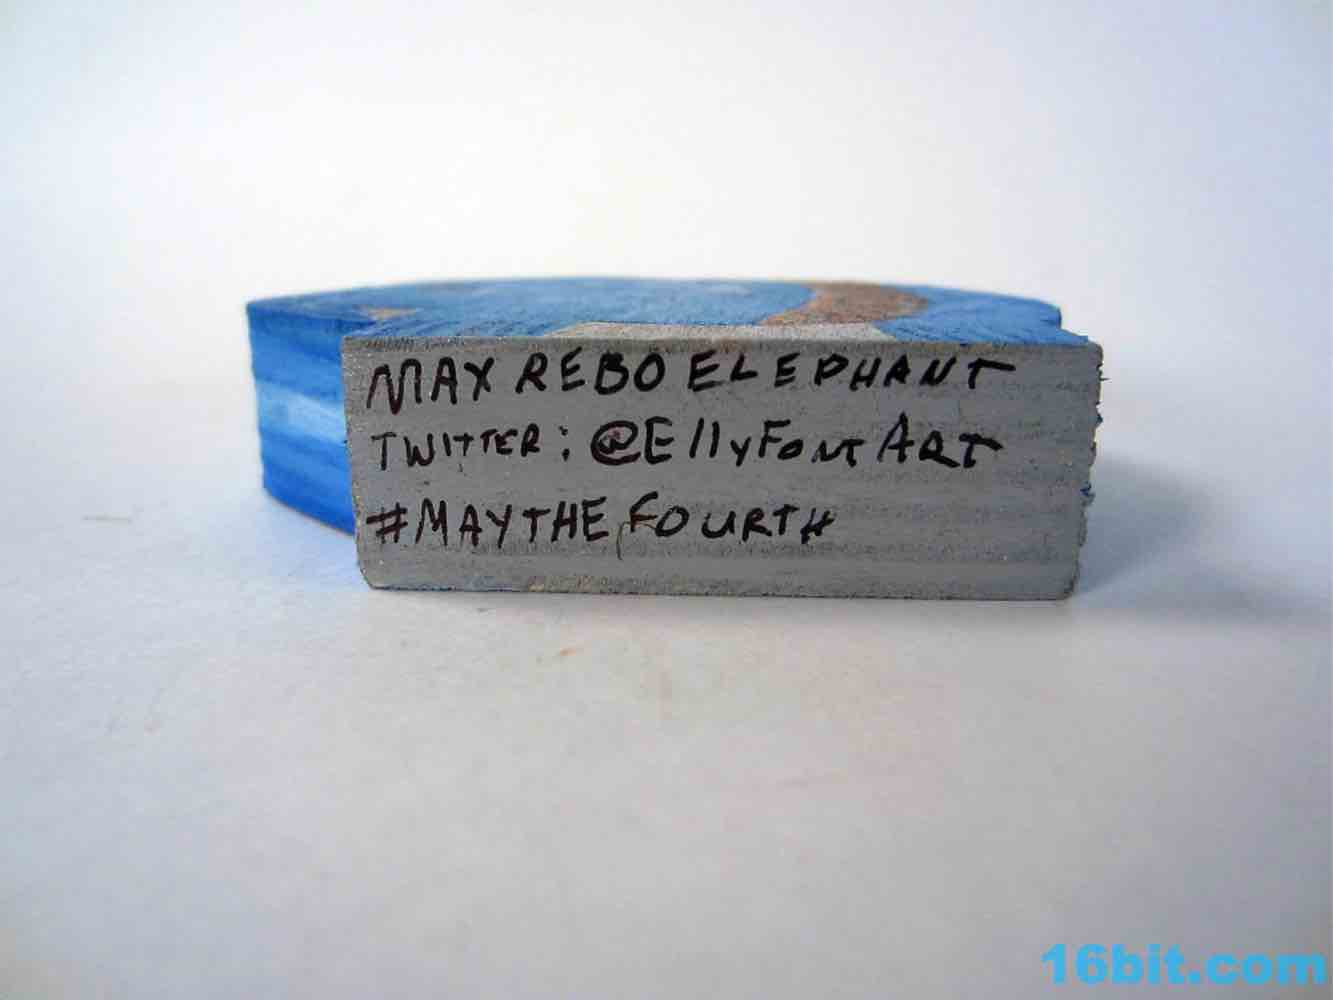 MAX REBO ELEPHANT
TWITTER: @EllyFontArt
#MAYTHEFOURTH
16bit.com